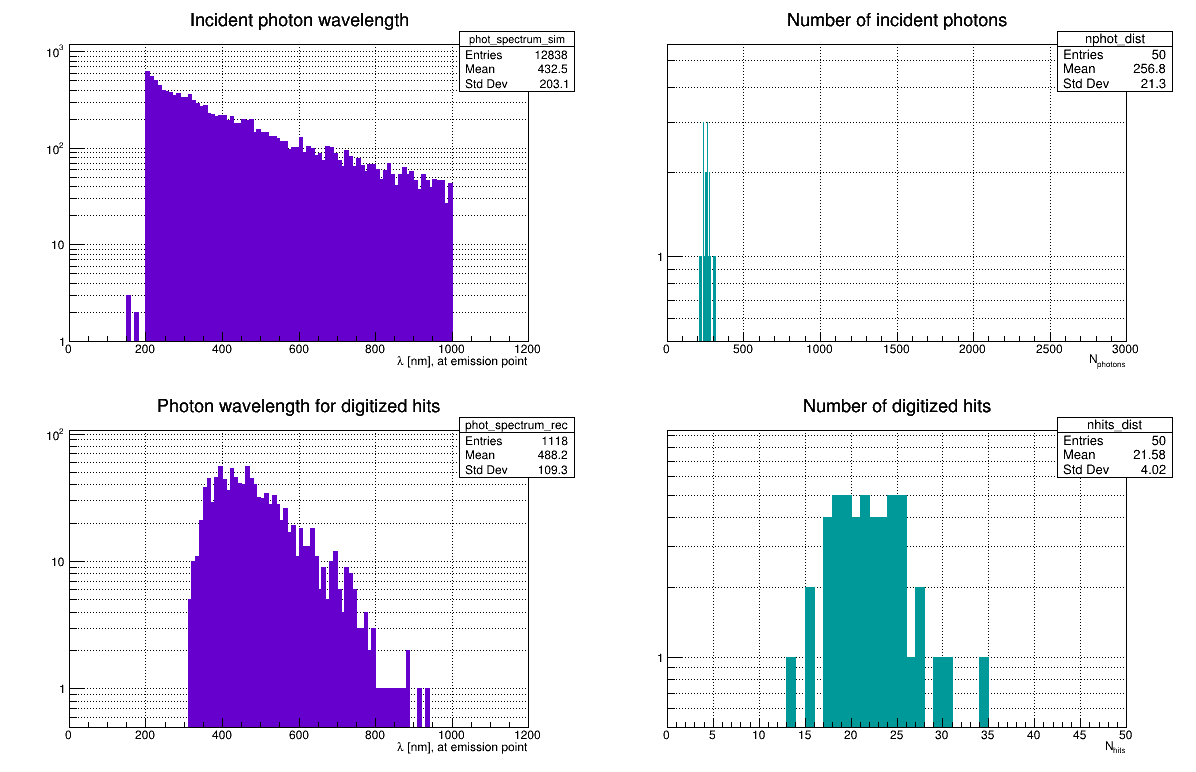 Incident photon wavelength
phot_spectrum_sim
Entries 12838
Mean 432.5
Std Dev 203.1
10³
10²
10
1
0 200 400 600 800 1000 1200
λ [nm], at emission point
Number of incident photons
nphot_dist
Entries 50
Mean 256.8
Std Dev 21.3
1
0 500 1000 1500 2000 2500 3000
Nphotons
Photon wavelength for digitized hits
phot_spectrum_rec
Entries 1118
Mean 488.2
Std Dev 109.3
10²
10
1
0 200 400 600 800 1000 1200
λ [nm], at emission point
Number of digitized hits
nhits_dist
Entries 50
Mean 21.58
Std Dev 4.02
1
0 5 10 15 20 25 30 35 40 45 50
Nhits